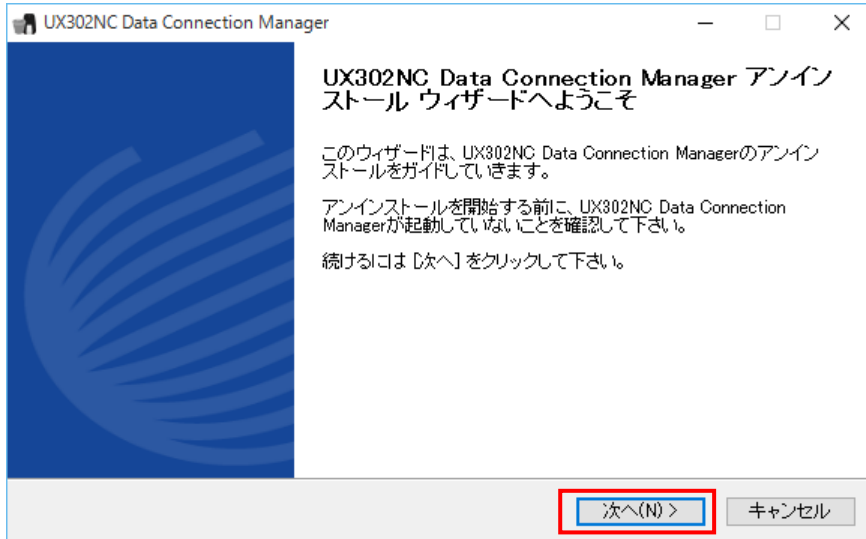 UX302NC Data Connection Manager
UX302NC Data Connection Manager アンイン
ストール ウィザードへようこそ
このウィザードは、UX302NC Data Connection Managerのアンイン
ストールをガイドしていきます。
アンインストールを開始する前に、UX302NC Data Connection
Managerが起動していないことを確認して下さい。
続けるには [次へ] をクリックして下さい。
次へ(N) >
キャンセル